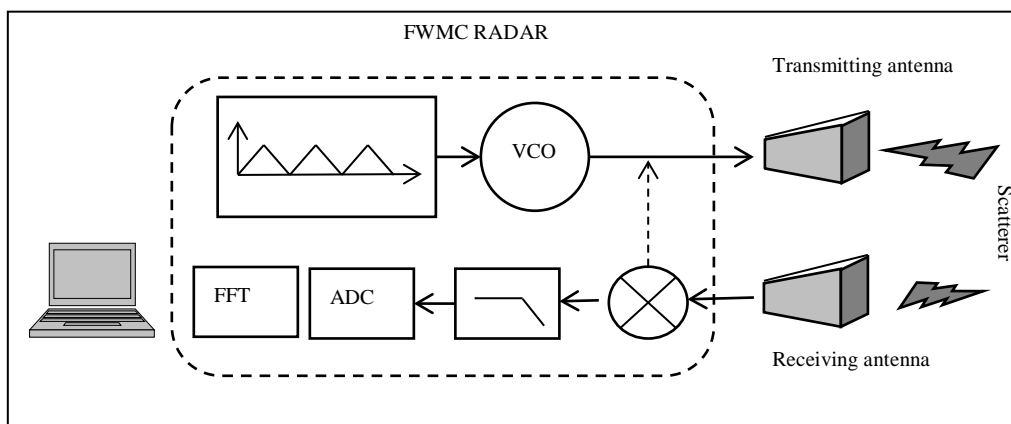 FWMC RADAR
Transmitting antenna
VCO
Scatterer
FFT
ADC
Receiving antenna